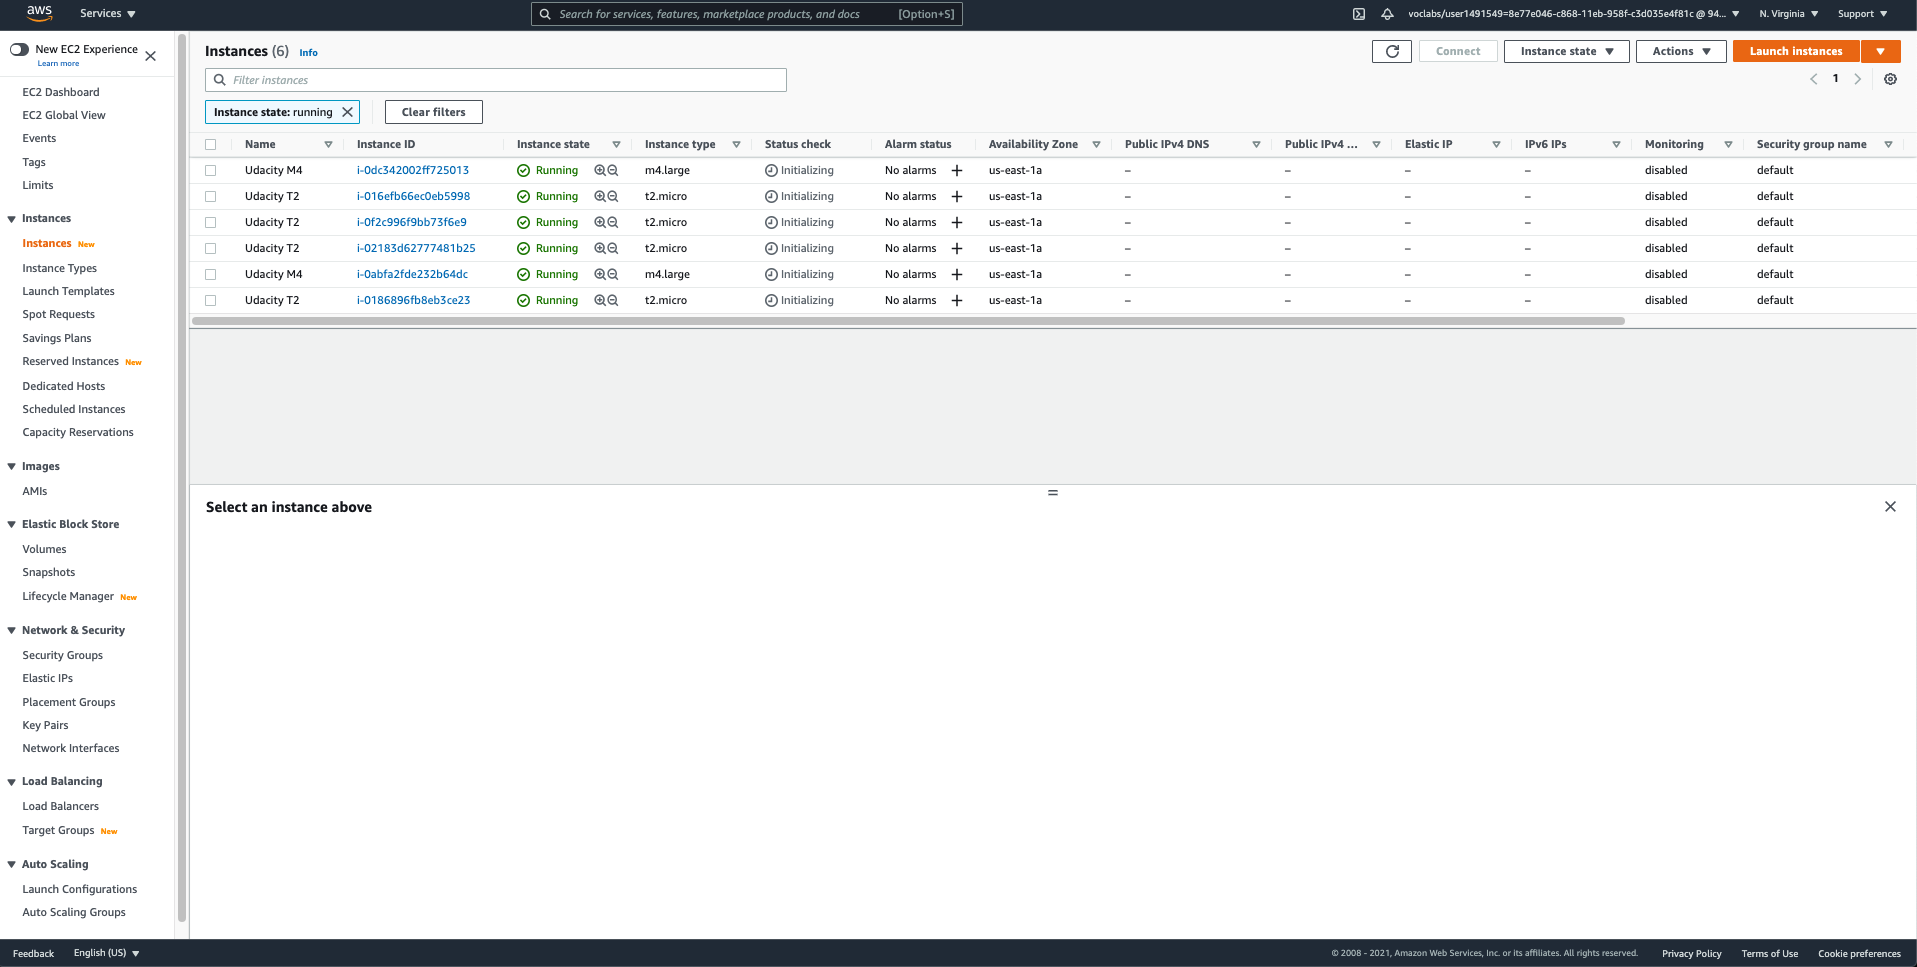 aws
Services
Search for services, features, marketplace products, and docs [Option+S]
voclabs/user1491549=8e77e046-c868-11eb-958f-c3d035e4f81c @ 94...
N. Virginia
Support
New EC2 Experience
Learn more
EC2 Dashboard
EC2 Global View
Events
Tags
Limits
Instances
Instances New
Instance Types
Launch Templates
Spot Requests
Savings Plans
Reserved Instances New
Dedicated Hosts
Scheduled Instances
Capacity Reservations
Images
AMIs
Elastic Block Store
Volumes
Snapshots
Lifecycle Manager New
Network & Security
Security Groups
Elastic IPs
Placement Groups
Key Pairs
Network Interfaces
Load Balancing
Load Balancers
Target Groups New
Auto Scaling
Launch Configurations
Auto Scaling Groups
Instances (6) Info
Connect
Instance state
Actions
Launch instances
Filter instances
1
Instance state: running
Clear filters
Name Instance ID Instance state Instance type Status check Alarm status Availability Zone Public IPv4 DNS Public IPv4 ... Elastic IP IPv6 IPs Monitoring Security group name
Udacity M4 i-0dc342002ff725013 Running m4.large Initializing No alarms + us-east-1a – – – – disabled default
Udacity T2 i-016efb66ec0eb5998 Running t2.micro Initializing No alarms + us-east-1a – – – – disabled default
Udacity T2 i-0f2c996f9bb73f6e9 Running t2.micro Initializing No alarms + us-east-1a – – – – disabled default
Udacity T2 i-02183d62777481b25 Running t2.micro Initializing No alarms + us-east-1a – – – – disabled default
Udacity M4 i-0abfa2fde232b64dc Running m4.large Initializing No alarms + us-east-1a – – – – disabled default
Udacity T2 i-0186896fb8eb3ce23 Running t2.micro Initializing No alarms + us-east-1a – – – – disabled default
Select an instance above
Feedback
English (US)
© 2008 - 2021, Amazon Web Services, Inc. or its affiliates. All rights reserved.
Privacy Policy
Terms of Use
Cookie preferences